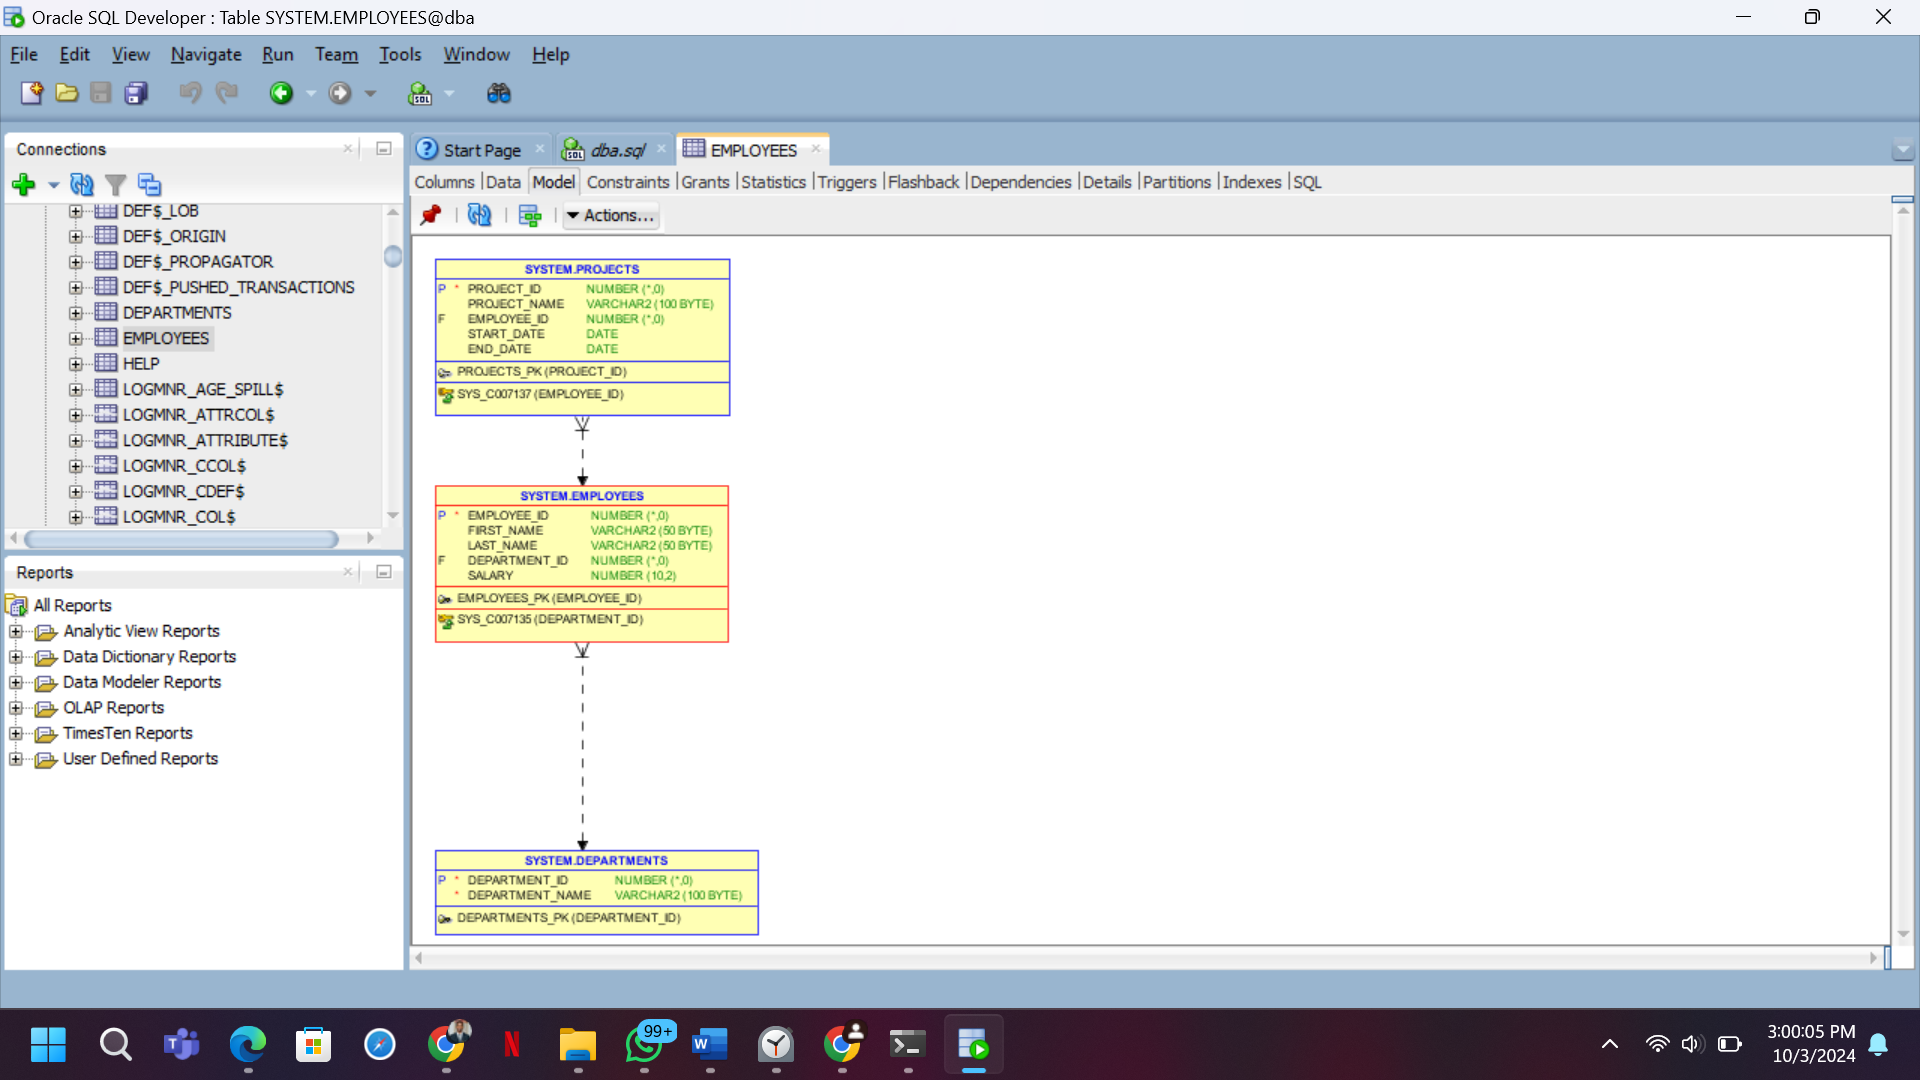 Oracle SQL Developer : Table SYSTEM.EMPLOYEES@dba
File Edit View Navigate Run Team Tools Window Help
Connections
DEF$_LOB
DEF$_ORIGIN
DEF$_PROPAGATOR
DEF$_PUSHED_TRANSACTIONS
DEPARTMENTS
EMPLOYEES
HELP
LOGMNR_AGE_SPILL$
LOGMNR_ATTRCOL$
LOGMNR_ATTRIBUTE$
LOGMNR_CCOL$
LOGMNR_CDEF$
LOGMNR_COL$
Reports
All Reports
Analytic View Reports
Data Dictionary Reports
Data Modeler Reports
OLAP Reports
TimesTen Reports
User Defined Reports
Start Page dba.sql EMPLOYEES
Columns Data Model Constraints Grants Statistics Triggers Flashback Dependencies Details Partitions Indexes SQL
Actions...
SYSTEM.PROJECTS
P * PROJECT_ID NUMBER (*,0)
PROJECT_NAME VARCHAR2 (100 BYTE)
F EMPLOYEE_ID NUMBER (*,0)
START_DATE DATE
END_DATE DATE
PROJECTS_PK (PROJECT_ID)
SYS_C007137 (EMPLOYEE_ID)
SYSTEM.EMPLOYEES
P * EMPLOYEE_ID NUMBER (*,0)
FIRST_NAME VARCHAR2 (50 BYTE)
LAST_NAME VARCHAR2 (50 BYTE)
F DEPARTMENT_ID NUMBER (*,0)
SALARY NUMBER (10,2)
EMPLOYEES_PK (EMPLOYEE_ID)
SYS_C007135 (DEPARTMENT_ID)
SYSTEM.DEPARTMENTS
P * DEPARTMENT_ID NUMBER (*,0)
* DEPARTMENT_NAME VARCHAR2 (100 BYTE)
DEPARTMENTS_PK (DEPARTMENT_ID)
99+
3:00:05 PM
10/3/2024